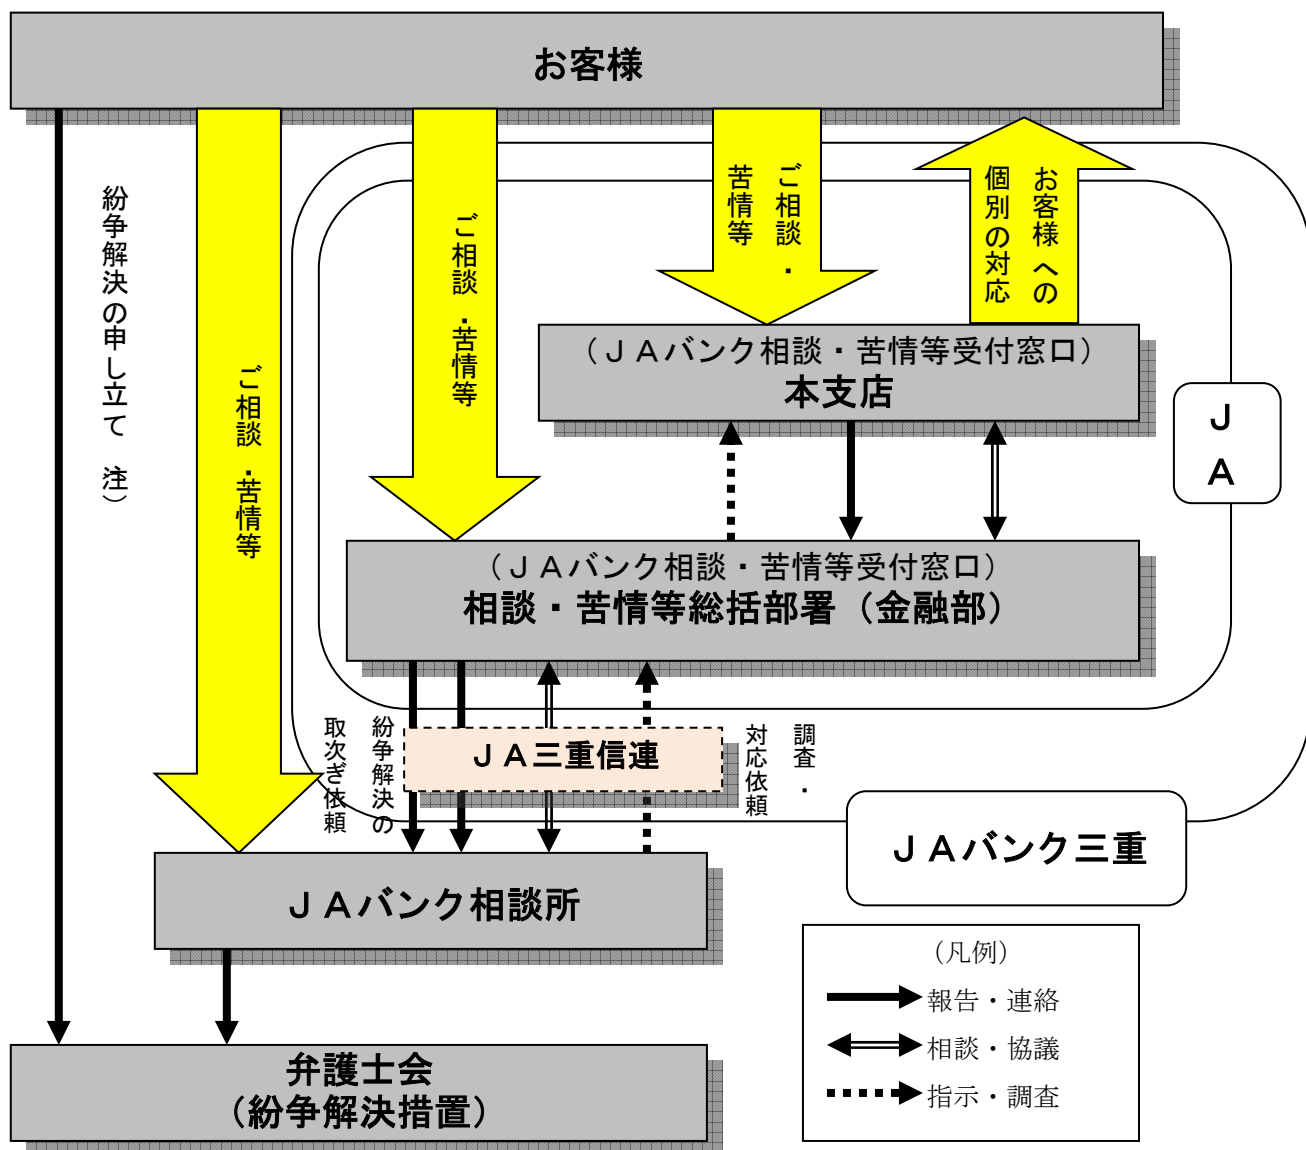 お客様
紛争解決の申し立て 注）
ご相談・苦情等
ご相談・苦情等
ご相談・
苦情等
お客様への
個別の対応
（ＪＡバンク相談・苦情等受付窓口）
本支店
Ｊ
Ａ
（ＪＡバンク相談・苦情等受付窓口）
相談・苦情等総括部署（金融部）
紛争解決の
取次ぎ依頼
ＪＡ三重信連
調査・
対応依頼
ＪＡバンク三重
ＪＡバンク相談所
（凡例）
報告・連絡
相談・協議
指示・調査
弁護士会
（紛争解決措置）